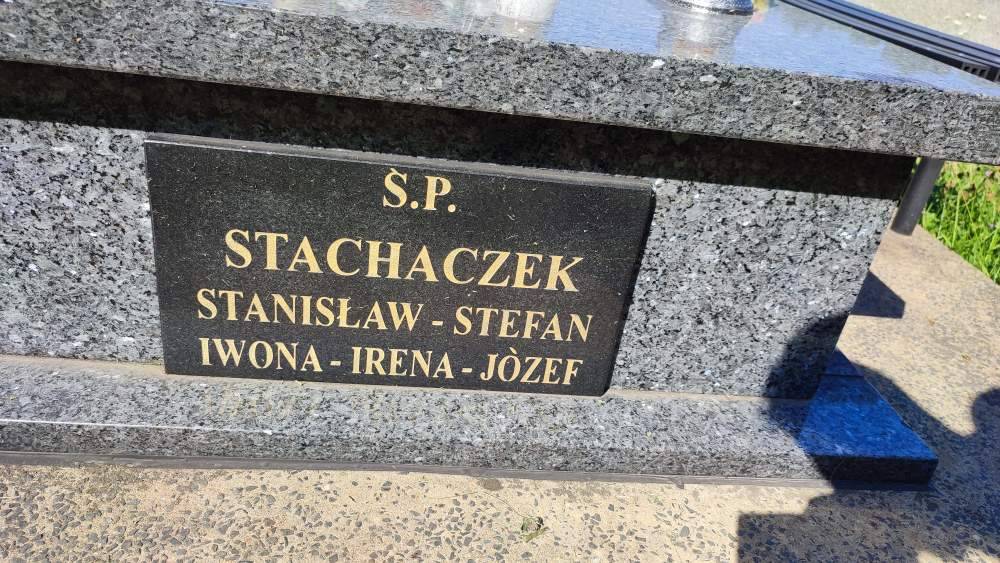 Š.P.
STACHACZEK
STANISŁAW - STEFAN
IWONA - IRENA - JÒZEF